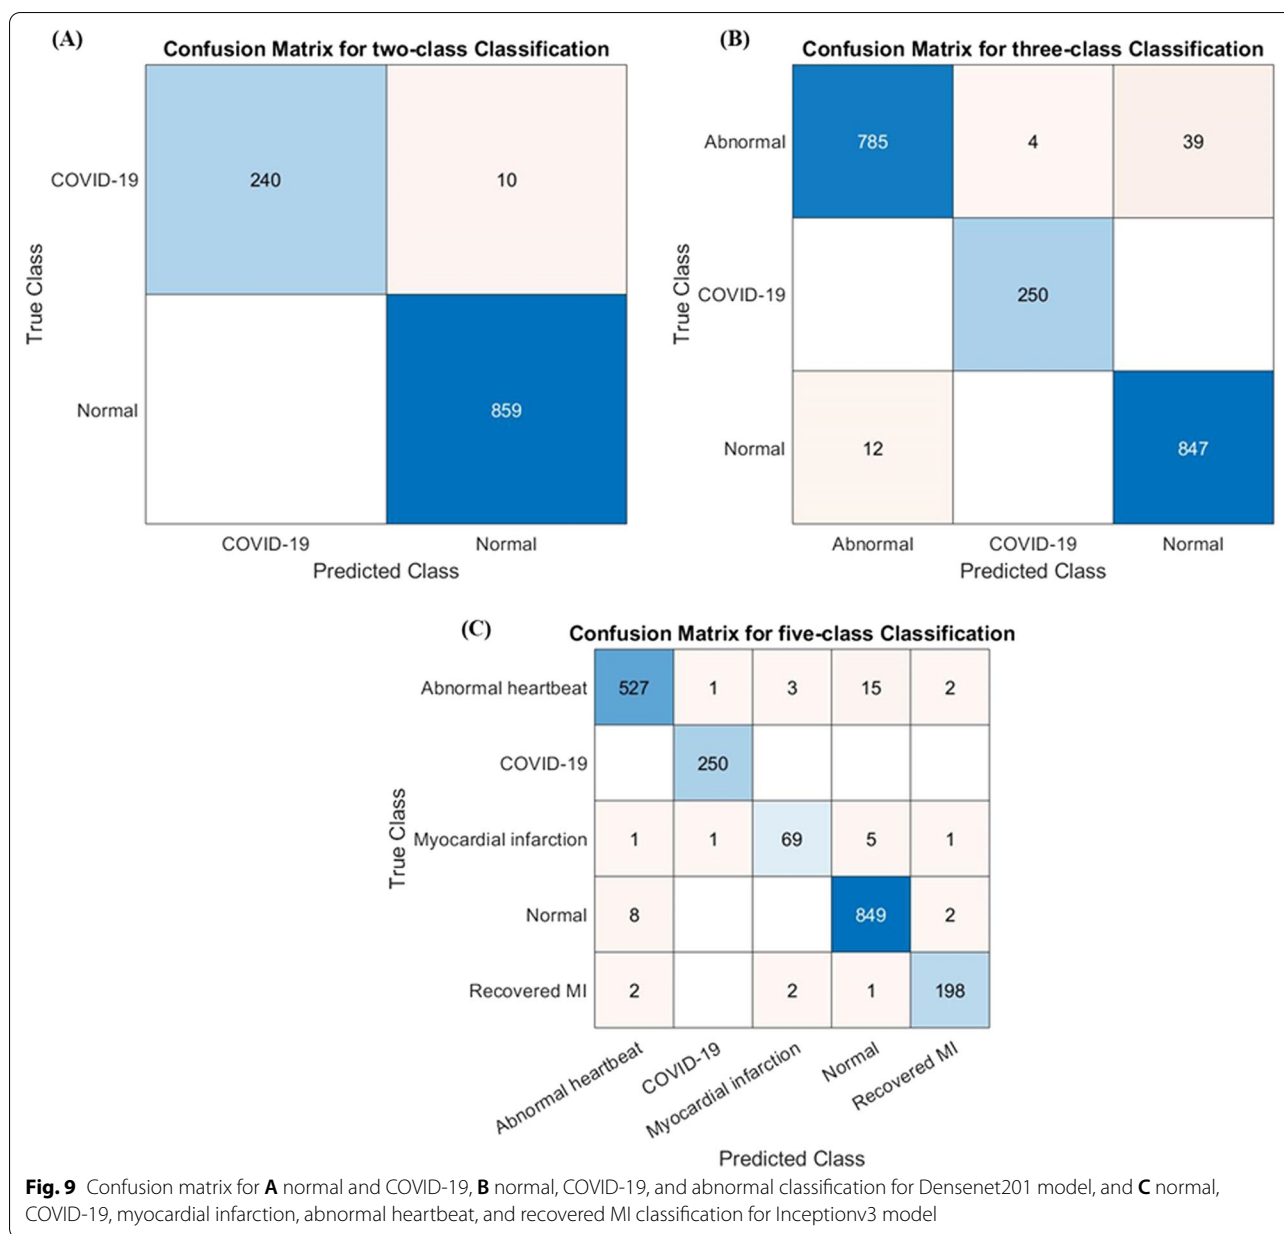 (A)
Confusion Matrix for two-class Classification
True Class
COVID-19
240
10
Normal
859
COVID-19
Normal
Predicted Class
(B)
Confusion Matrix for three-class Classification
True Class
Abnormal
785
4
39
COVID-19
250
Normal
12
847
Abnormal
COVID-19
Normal
Predicted Class
(C)
Confusion Matrix for five-class Classification
True Class
Abnormal heartbeat
527
1
3
15
2
COVID-19
250
Myocardial infarction
1
1
69
5
1
Normal
8
849
2
Recovered MI
2
2
1
198
Abnormal heartbeat
COVID-19
Myocardial infarction
Normal
Recovered MI
Predicted Class
Fig. 9 Confusion matrix for A normal and COVID-19, B normal, COVID-19, and abnormal classification for Densenet201 model, and C normal,
COVID-19, myocardial infarction, abnormal heartbeat, and recovered MI classification for Inceptionv3 model